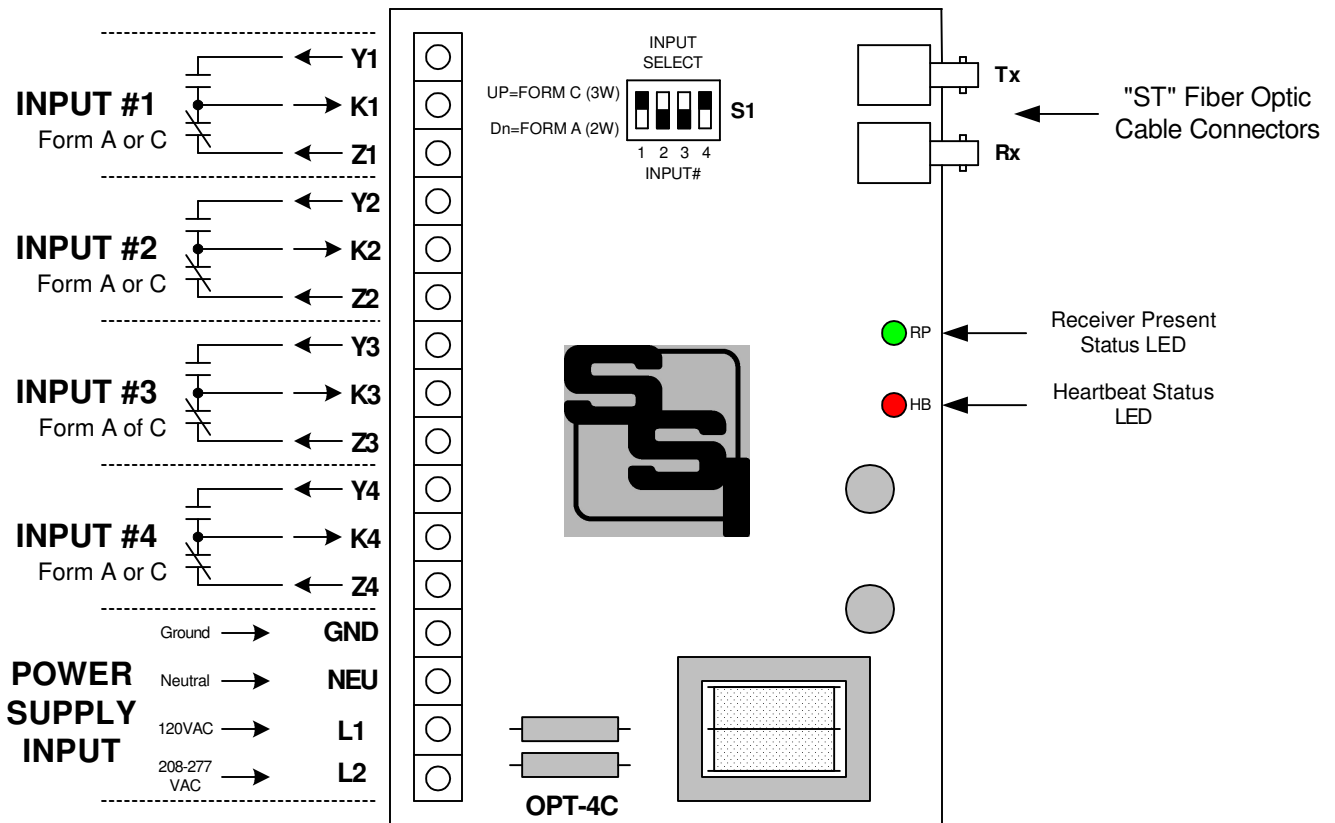 INPUT #1
Form A or C
Y1
K1
Z1
INPUT #2
Form A or C
Y2
K2
Z2
INPUT #3
Form A of C
Y3
K3
Z3
INPUT #4
Form A or C
Y4
K4
Z4
POWER
SUPPLY
INPUT
Ground
GND
Neutral
NEU
120VAC
L1
208-277
VAC
L2
INPUT
SELECT
UP=FORM C (3W)
Dn=FORM A (2W)
S1
1 2 3 4
INPUT#
Tx
Rx
"ST" Fiber Optic
Cable Connectors
RP
Receiver Present
Status LED
HB
Heartbeat Status
LED
SSI
OPT-4C